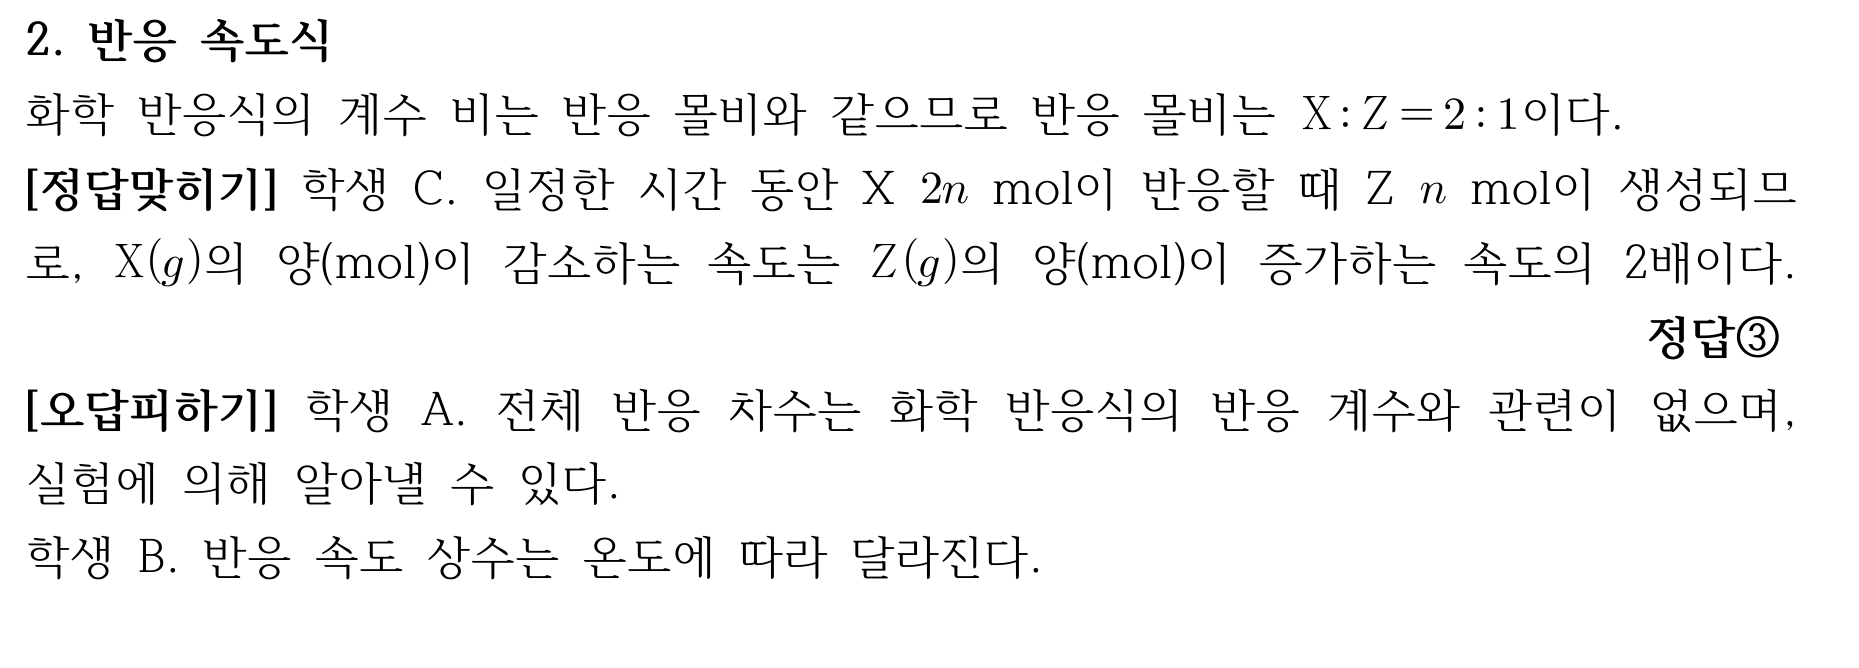 2. 반응 속도식
화학 반응식의 계수 비는 반응 몰비와 같으므로 반응 몰비는 X:Z=2:1이다.
[정답맞히기] 학생 C. 일정한 시간 동안 X 2n mol이 반응할 때 Z n mol이 생성되므
로, X(g)의 양(mol)이 감소하는 속도는 Z(g)의 양(mol)이 증가하는 속도의 2배이다.
정답③
[오답피하기] 학생 A. 전체 반응 차수는 화학 반응식의 반응 계수와 관련이 없으며,
실험에 의해 알아낼 수 있다.
학생 B. 반응 속도 상수는 온도에 따라 달라진다.